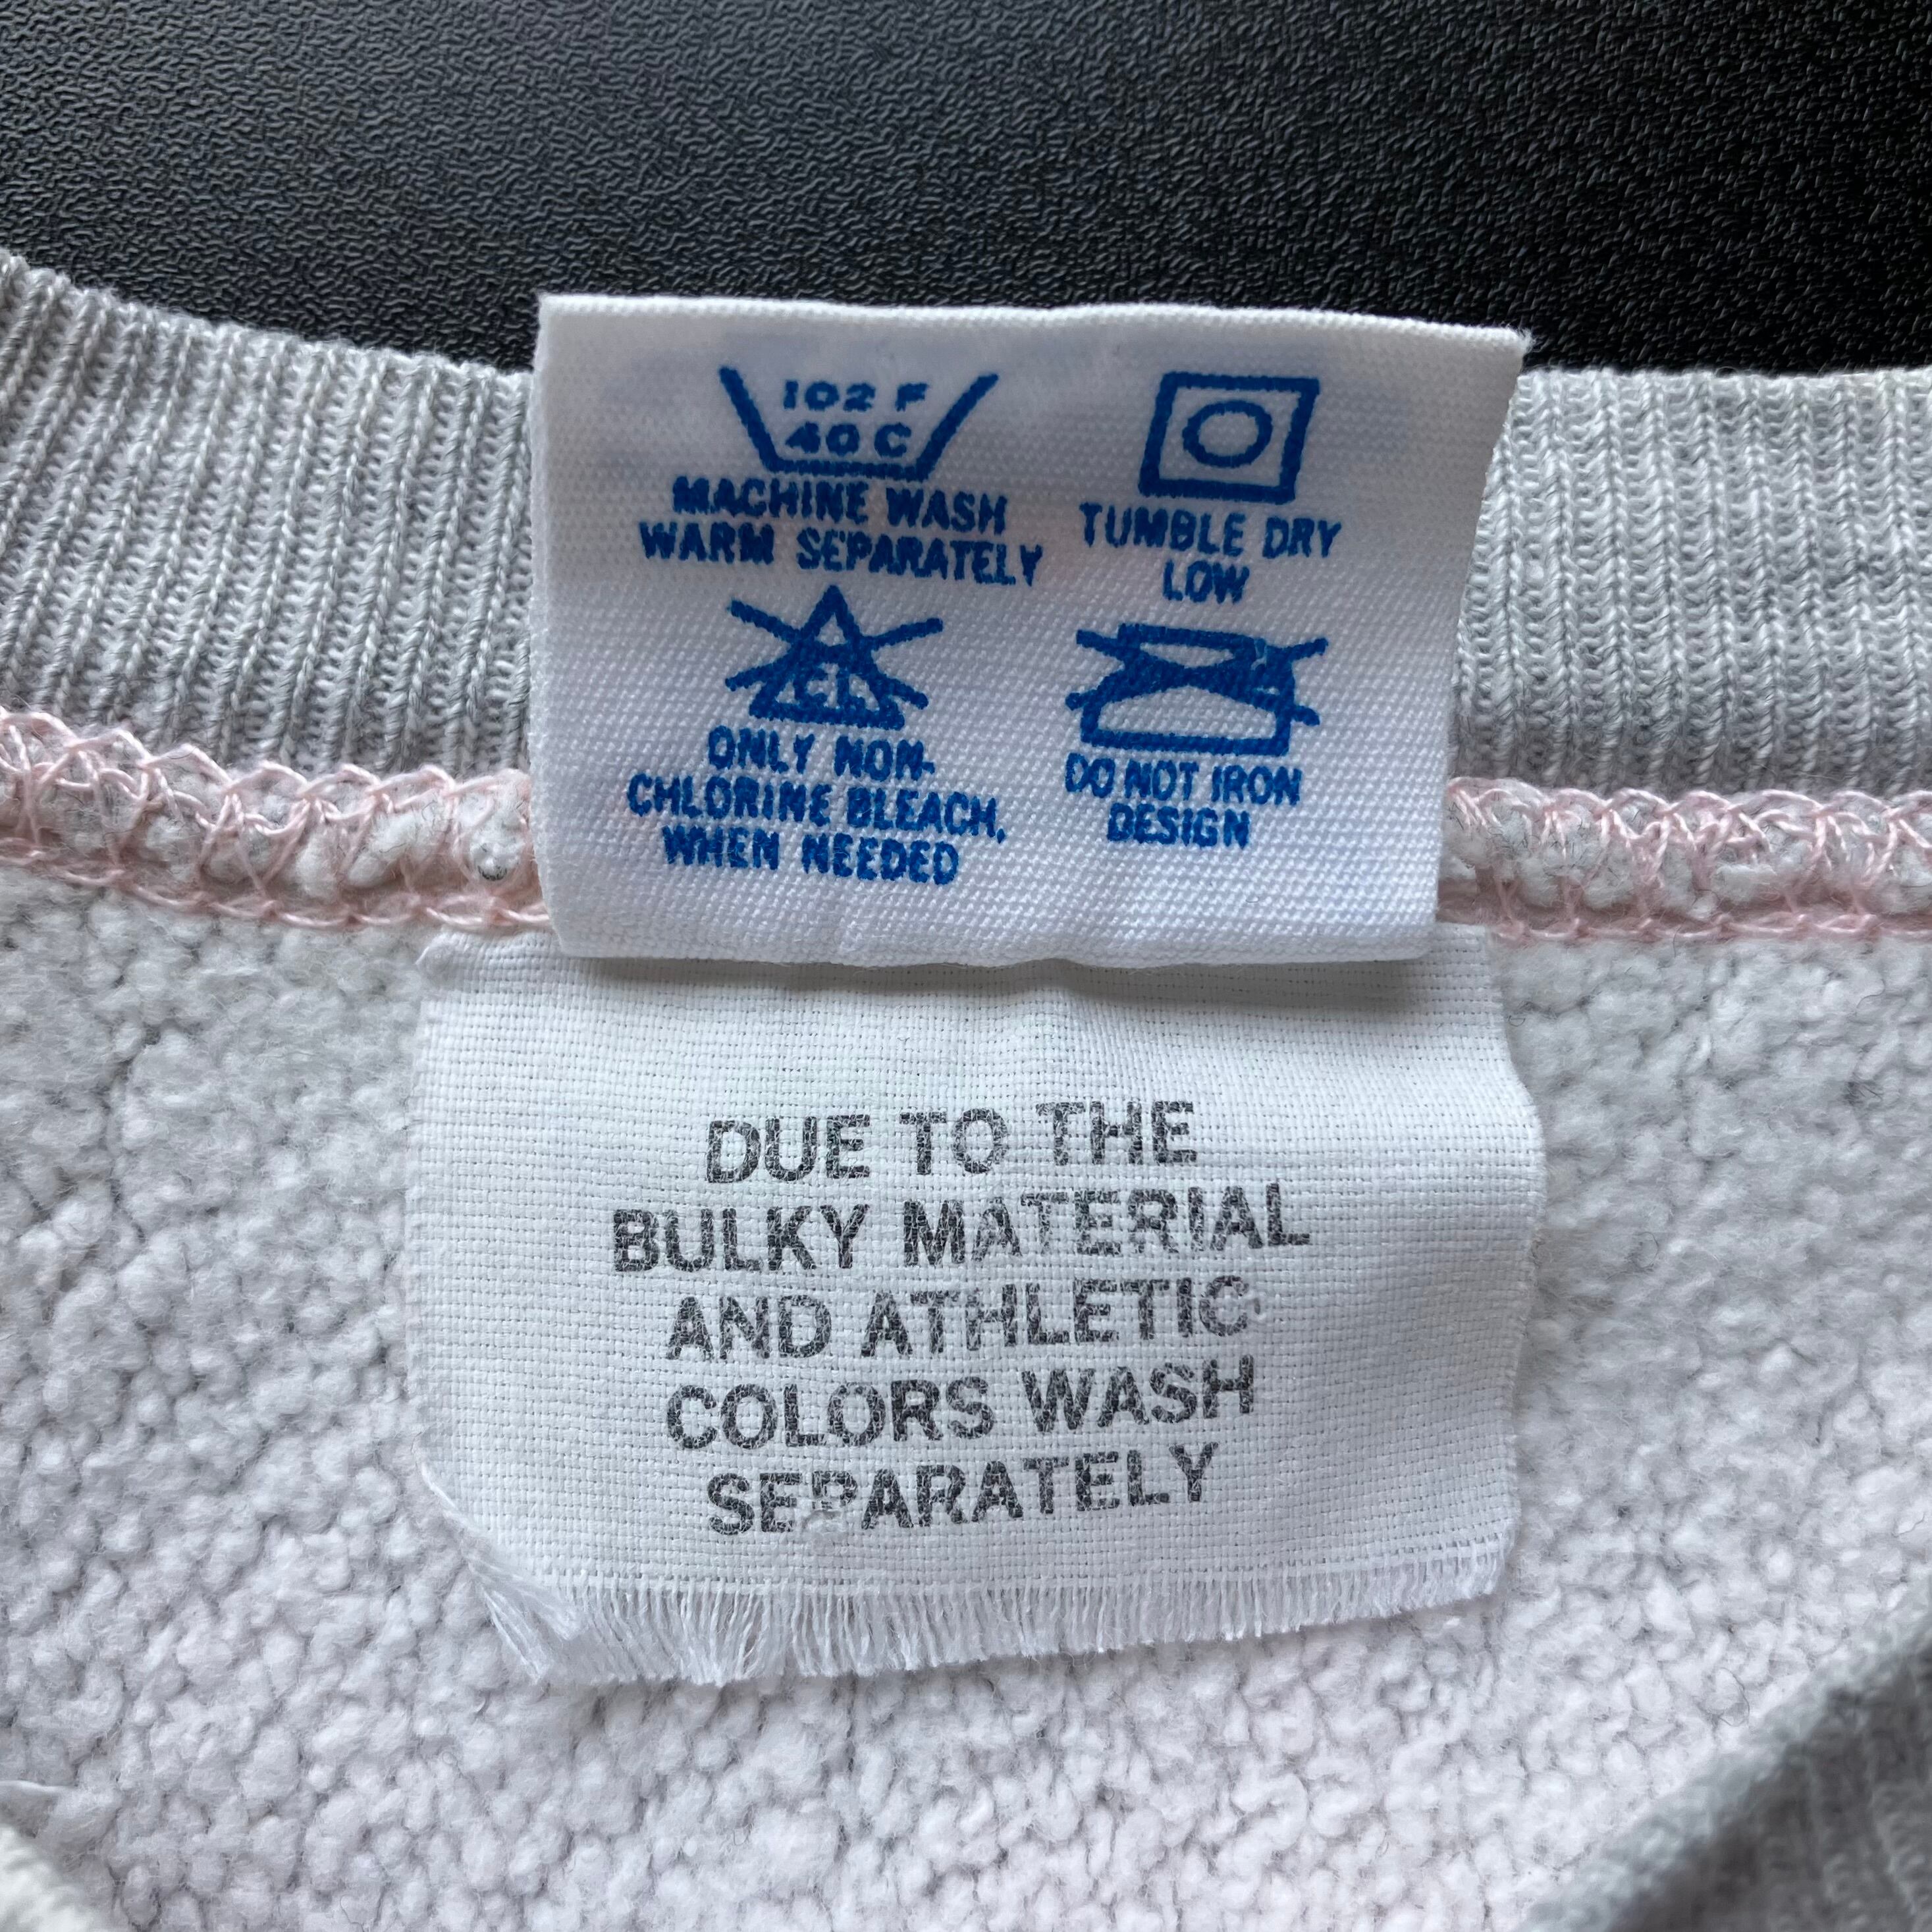 102 F
40 C
MACHINE WASH
WARM SEPARATELY
TUMBLE DRY
LOW
CL
ONLY NON-
CHLORINE BLEACH,
WHEN NEEDED
DO NOT IRON
DESIGN
DUE TO THE
BULKY MATERIAL
AND ATHLETIC
COLORS WASH
SEPARATELY